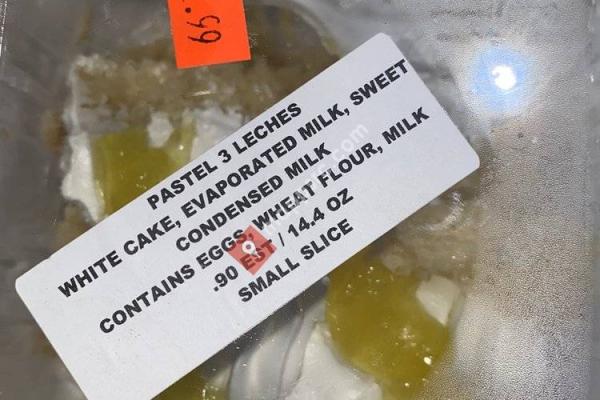 .59
PASTEL 3 LECHES
WHITE CAKE, EVAPORATED MILK, SWEET
CONDENSED MILK
CONTAINS EGGS, WHEAT FLOUR, MILK
.90 EST / 14.4 OZ
SMALL SLICE